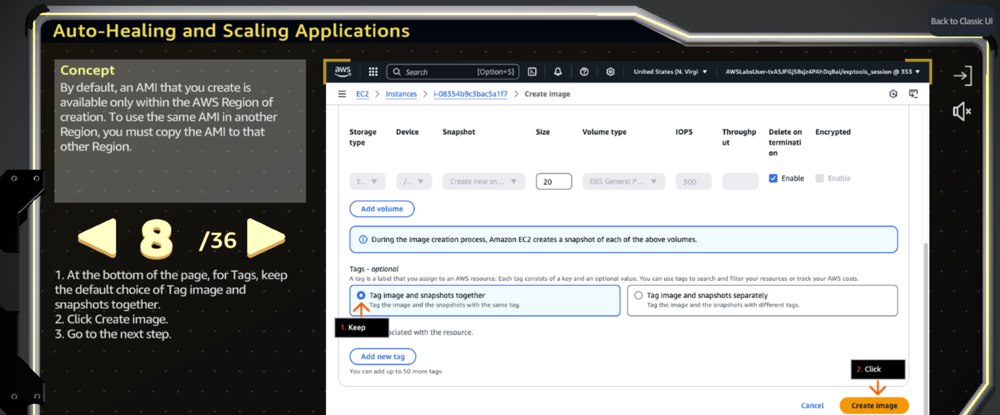 Back to Classic UI
Auto-Healing and Scaling Applications
Concept
By default, an AMI that you create is
available only within the AWS Region of
creation. To use the same AMI in another
Region, you must copy the AMI to that
other Region.
8 /36
1. At the bottom of the page, for Tags, keep
the default choice of Tag image and
snapshots together.
2. Click Create image.
3. Go to the next step.
aws Search [Option+S] United States (N. Virgi AWSLabsUser-txASJFGjS8sjz4PAhDqBai/exptools_session @ 353
EC2 > Instances > i-08354b9c3bac5a1f7 > Create image
Storage type Device Snapshot Size Volume type IOPS Throughput Delete on termination Encrypted
E.. /.. Create new sn... 20 EBS General P... 300 Enable Enable
Add volume
During the image creation process, Amazon EC2 creates a snapshot of each of the above volumes.
Tags - optional
A tag is a label that you assign to an AWS resource. Each tag consists of a key and an optional value. You can use tags to search and filter your resources or track your AWS costs.
Tag image and snapshots together
Tag the image and the snapshots with the same tag.
Tag image and snapshots separately
Tag the image and the snapshots with different tags.
1. Keep
ociated with the resource.
Add new tag
You can add up to 50 more tags.
2. Click
Cancel
Create image